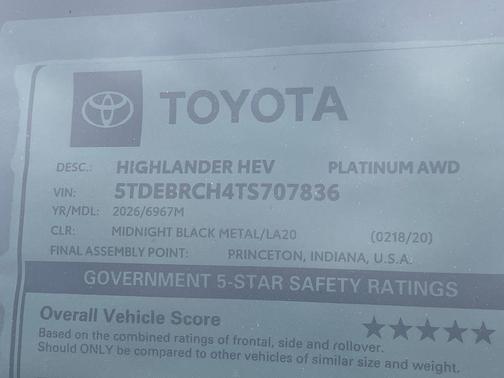 TOYOTA
DESC.: HIGHLANDER HEV PLATINUM AWD
VIN: 5TDEBRCH4TS707836
YR/MDL: 2026/6967M
CLR: MIDNIGHT BLACK METAL/LA20 (0218/20)
FINAL ASSEMBLY POINT: PRINCETON, INDIANA, U.S.A.
GOVERNMENT 5-STAR SAFETY RATINGS
Overall Vehicle Score ★★★★★
Based on the combined ratings of frontal, side and rollover.
Should ONLY be compared to other vehicles of similar size and weight.